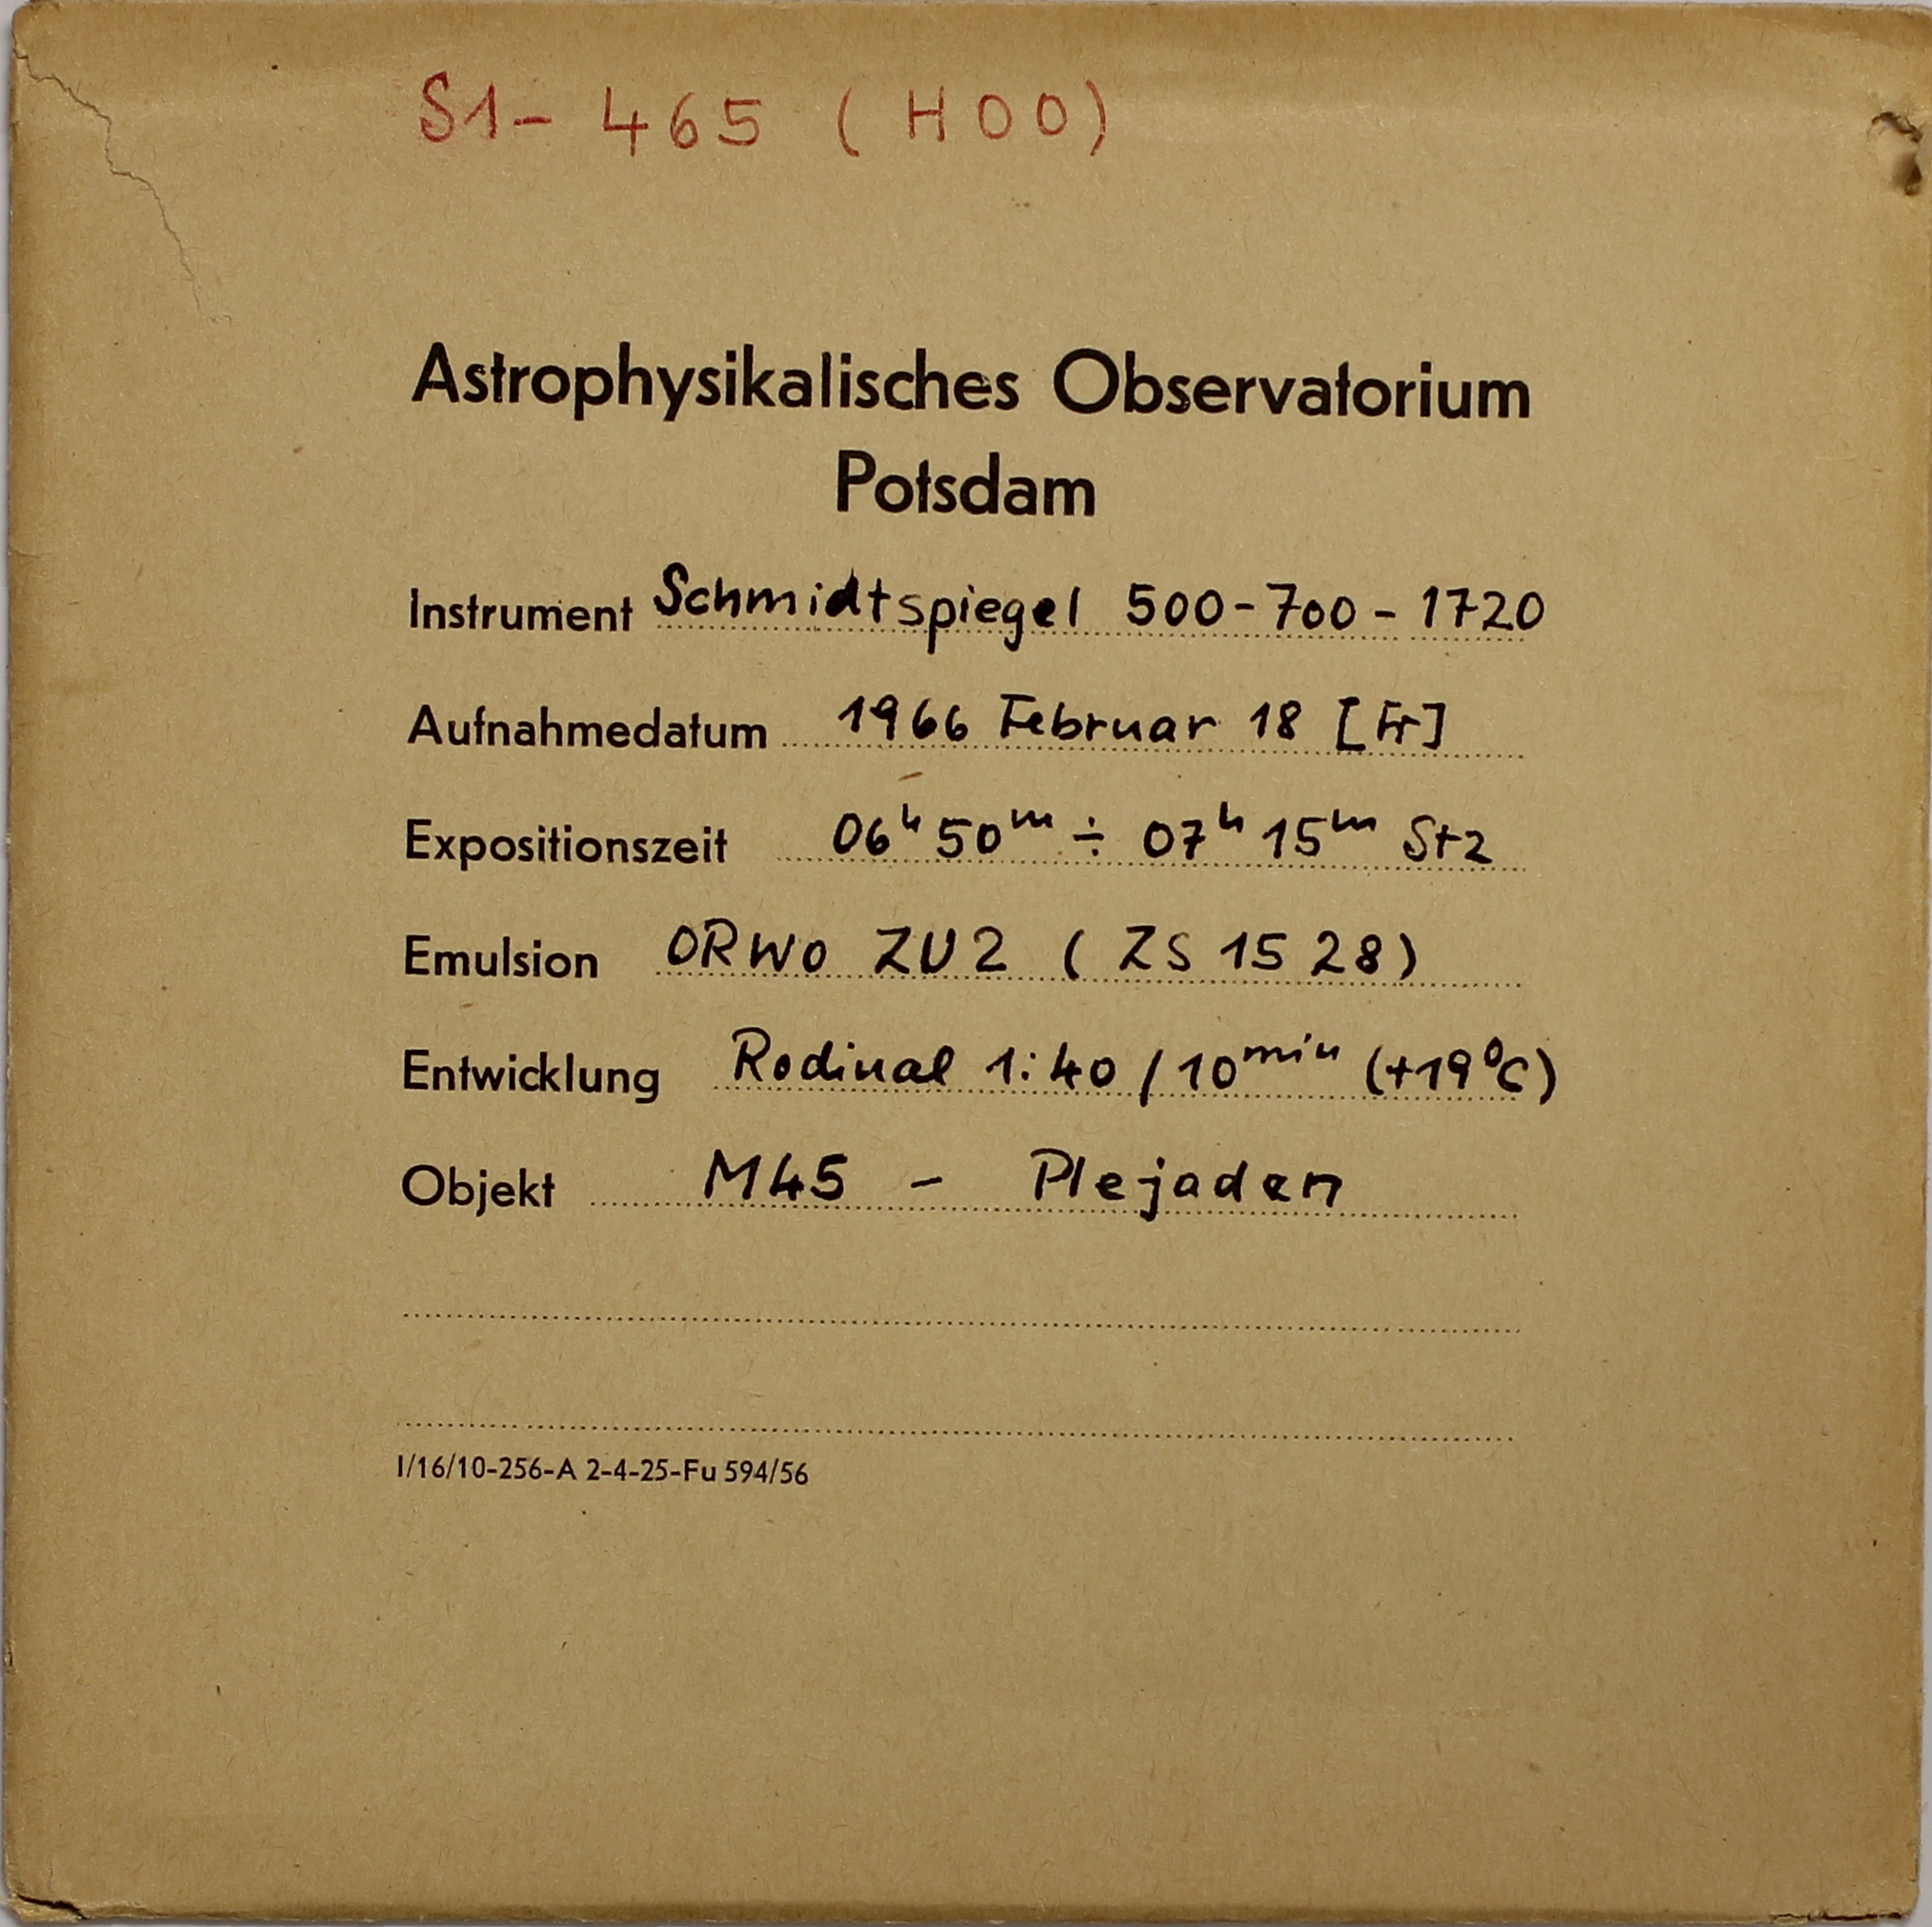 S1- 465 (H00)
Astrophysikalisches Observatorium
Potsdam
Instrument Schmidtspiegel 500-700-1720
Aufnahmedatum 1966 Februar 18 [Fr]
Expositionszeit 06h 50m ÷ 07h 15m Stz
Emulsion ORWO ZU2 (ZS 15 28)
Entwicklung Rodinal 1:40 / 10min (+19°C)
Objekt M45 - Plejaden
I/16/10-256-A 2-4-25-Fu 594/56